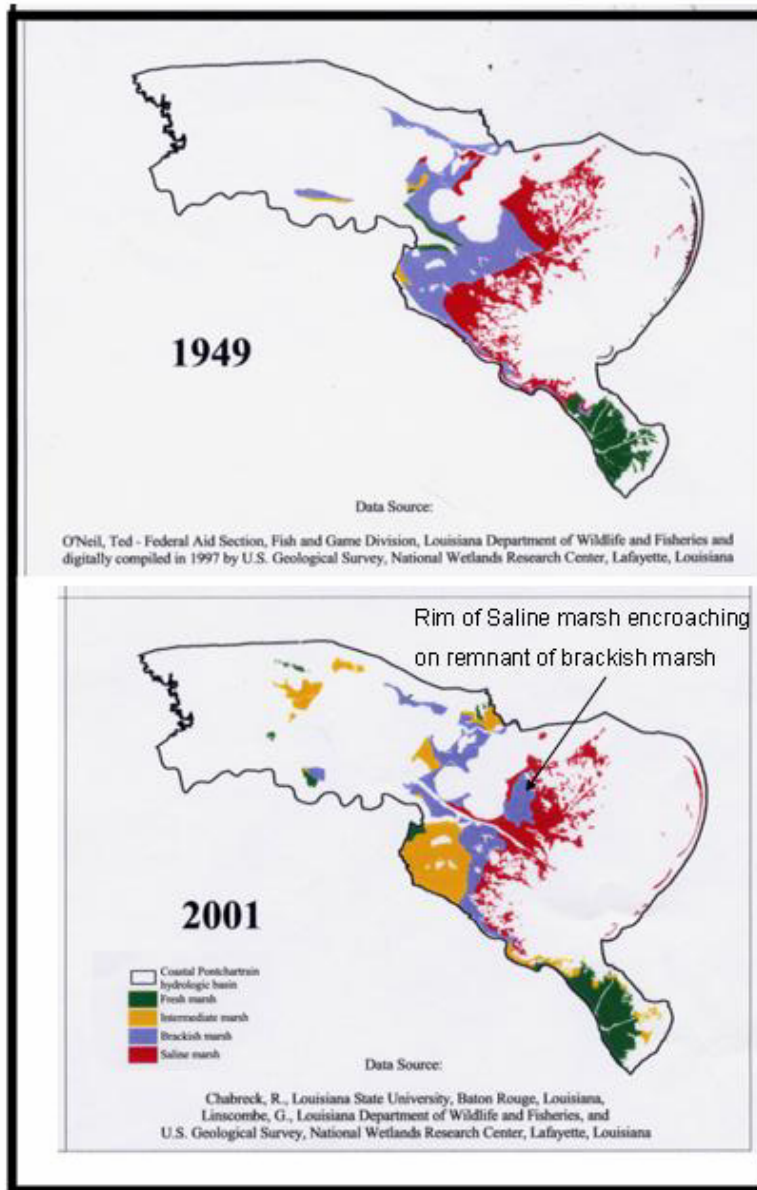 1949
Data Source:
O'Neil, Ted - Federal Aid Section, Fish and Game Division, Louisiana Department of Wildlife and Fisheries and
digitally compiled in 1997 by U.S. Geological Survey, National Wetlands Research Center, Lafayette, Louisiana
Rim of Saline marsh encroaching
on remnant of brackish marsh
2001
Coastal Pontchartrain
hydrologic basin
Fresh marsh
Intermediate marsh
Brackish marsh
Saline marsh
Data Source:
Chabreck, R., Louisiana State University, Baton Rouge, Louisiana,
Linscombe, G., Louisiana Department of Wildlife and Fisheries, and
U.S. Geological Survey, National Wetlands Research Center, Lafayette, Louisiana